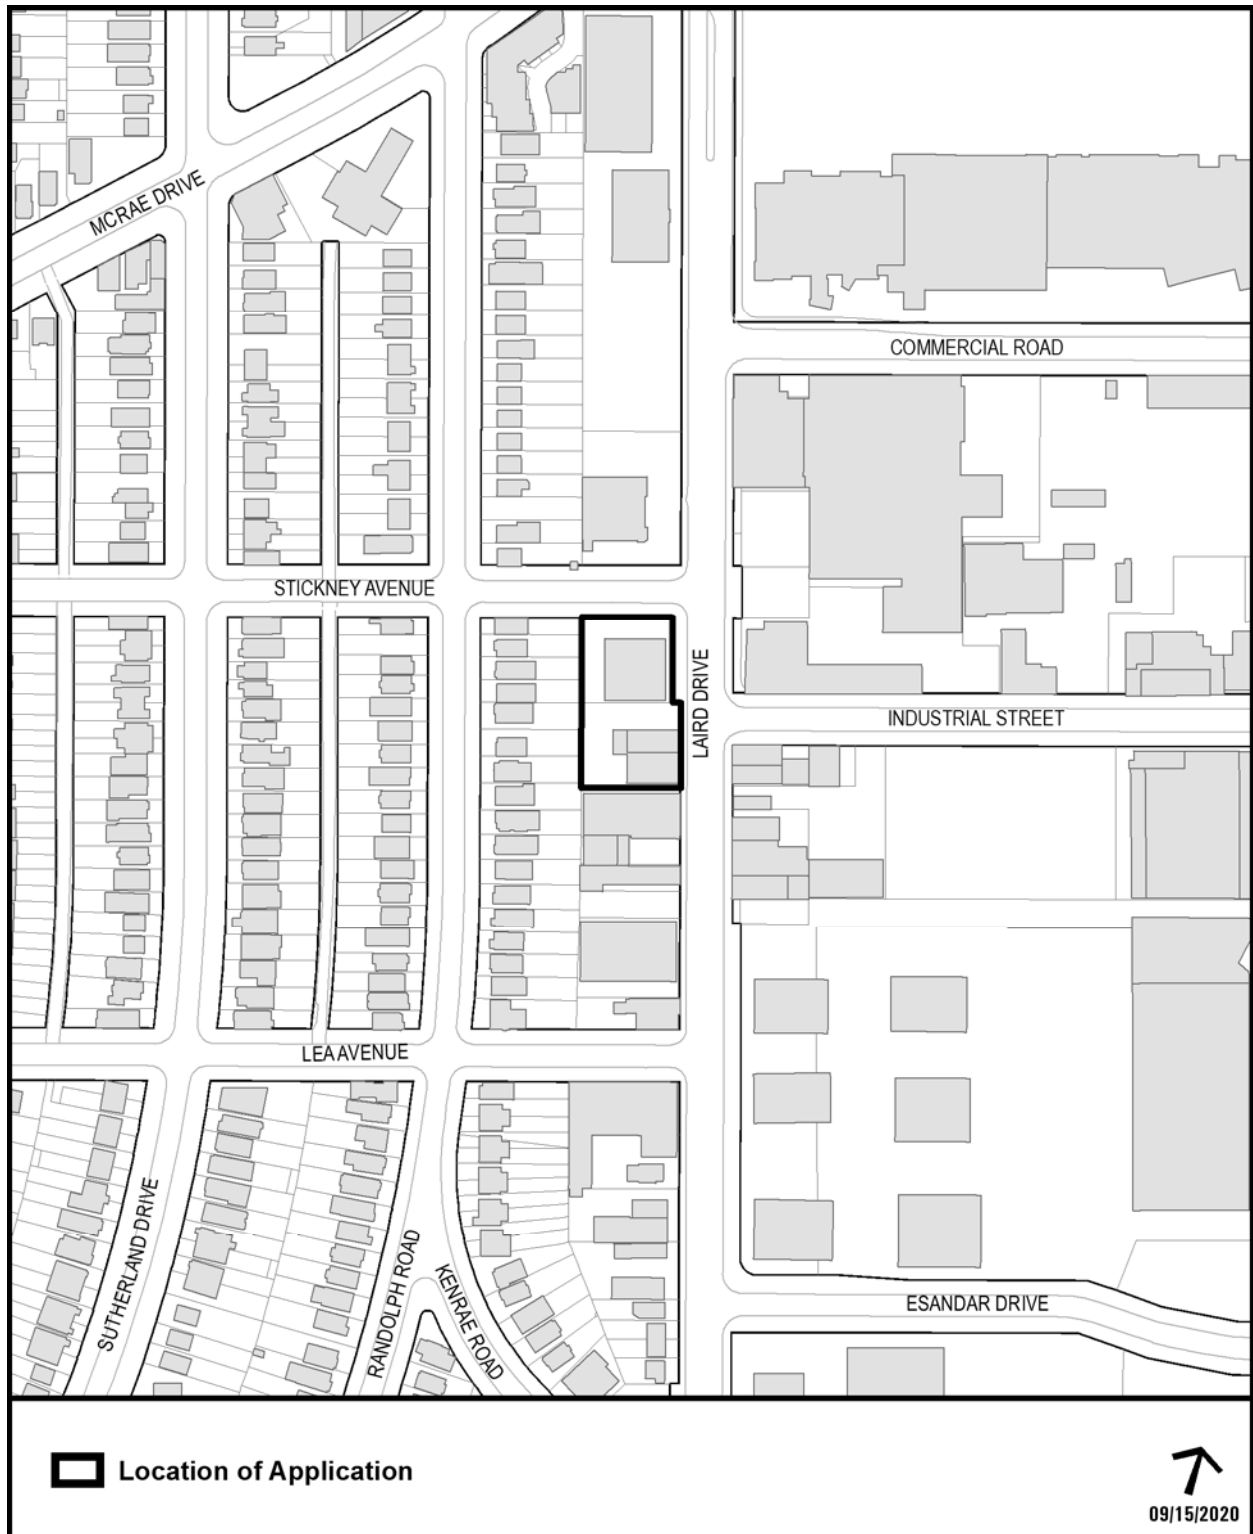 MCRAE DRIVE
COMMERCIAL ROAD
STICKNEY AVENUE
LAIRD DRIVE
INDUSTRIAL STREET
LEA AVENUE
SUTHERLAND DRIVE
RANDOLPH ROAD
KENRAE ROAD
ESANDAR DRIVE
Location of Application
09/15/2020